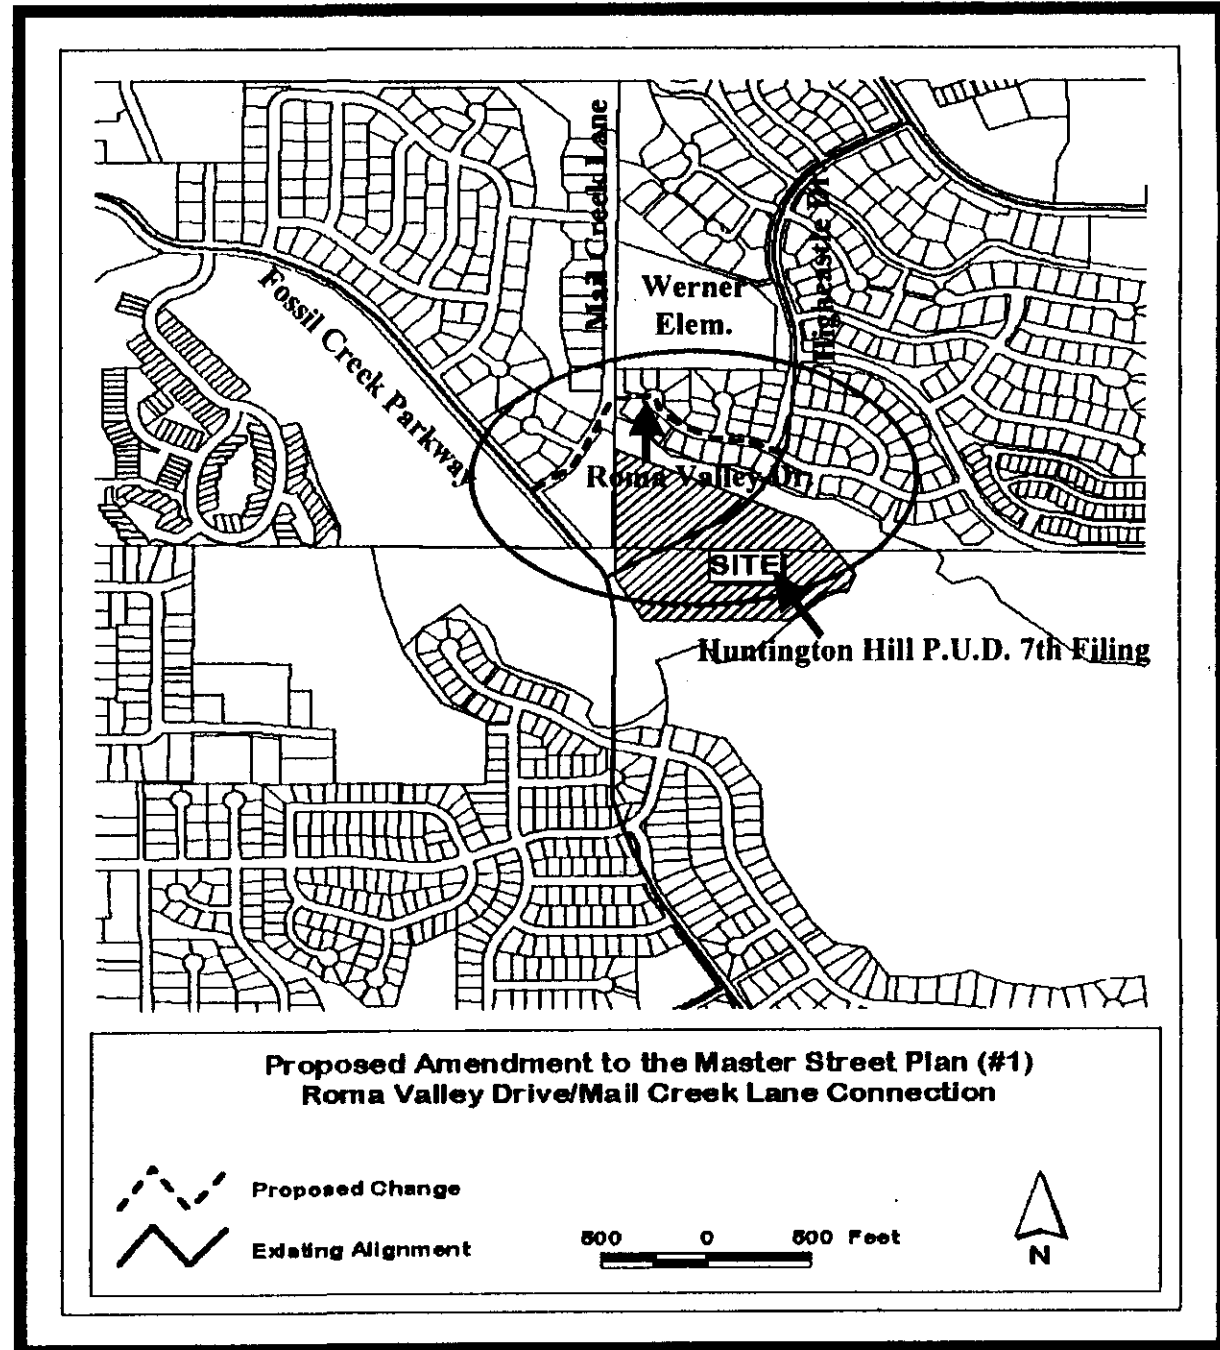 Mail Creek Lane
Highcastle Dr
Werner
Elem.
Fossil Creek Parkway
Roma Valley Dr.
SITE
Huntington Hill P.U.D. 7th Filing
Proposed Amendment to the Master Street Plan (#1)
Roma Valley Drive/Mail Creek Lane Connection
Proposed Change
Existing Alignment
500 0 500 Feet
N